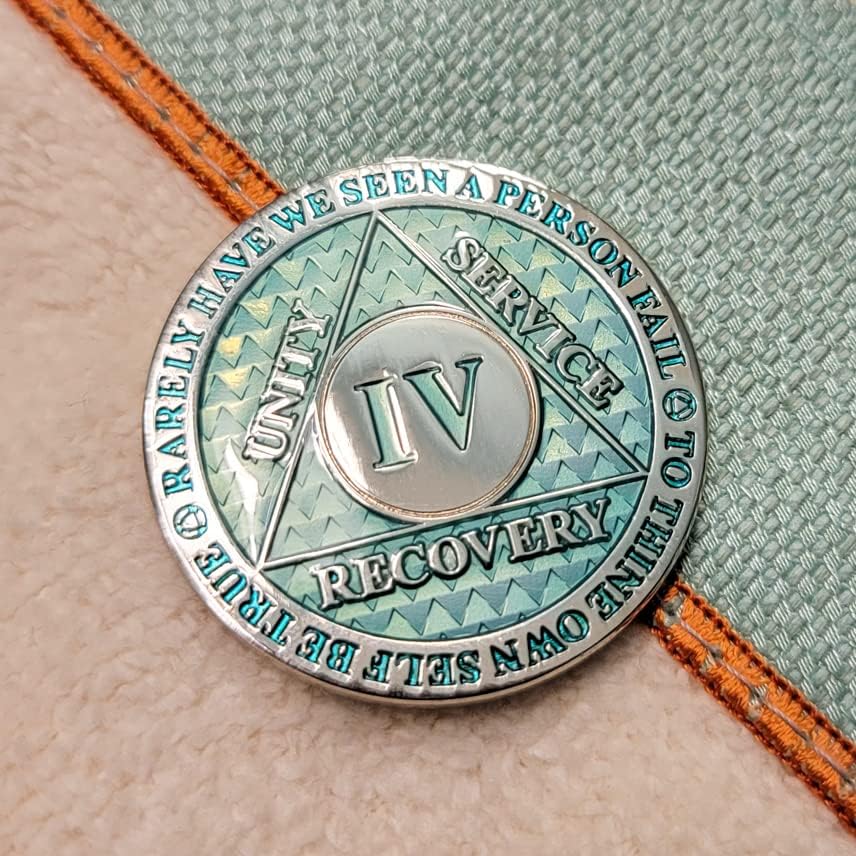 RARELY HAVE WE SEEN A PERSON FAIL
TO THINE OWN SELF BE TRUE
UNITY
SERVICE
IV
RECOVERY